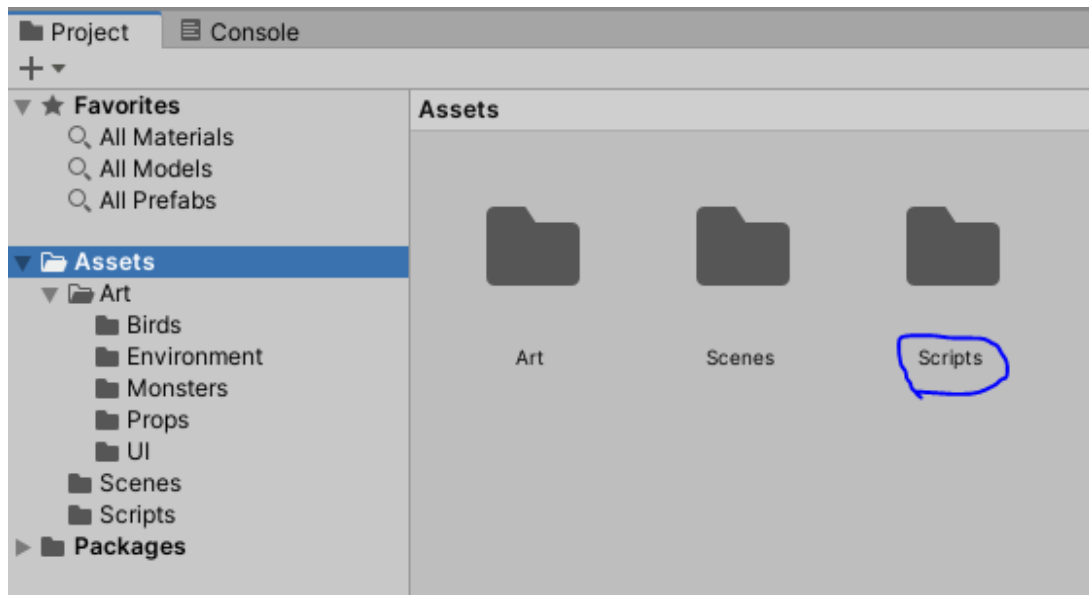 Project
Console
Favorites
All Materials
All Models
All Prefabs
Assets
Art
Birds
Environment
Monsters
Props
UI
Scenes
Scripts
Packages
Assets
Art
Scenes
Scripts